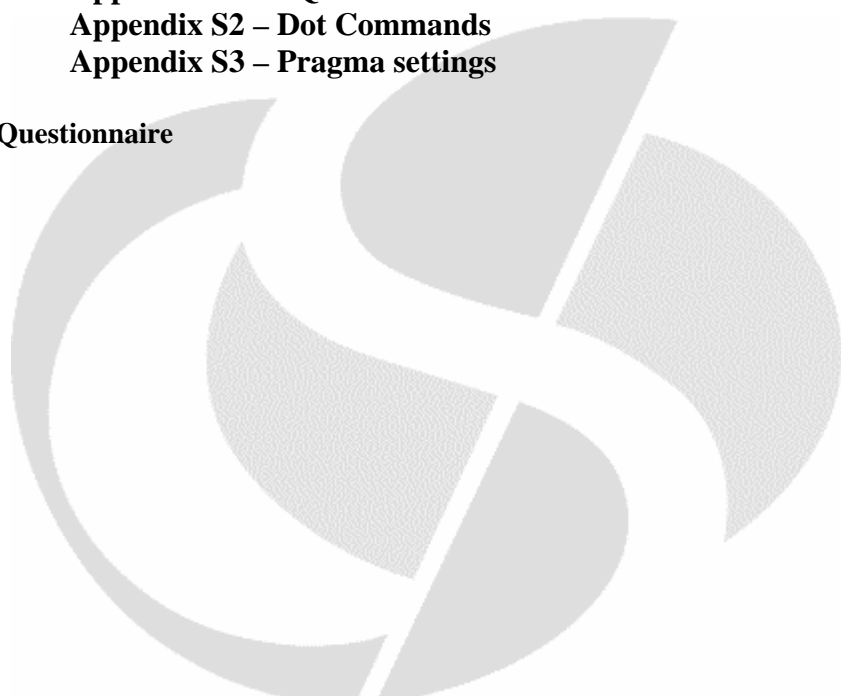 Appendix S2 – Dot Commands
Appendix S3 – Pragma settings
Questionnaire